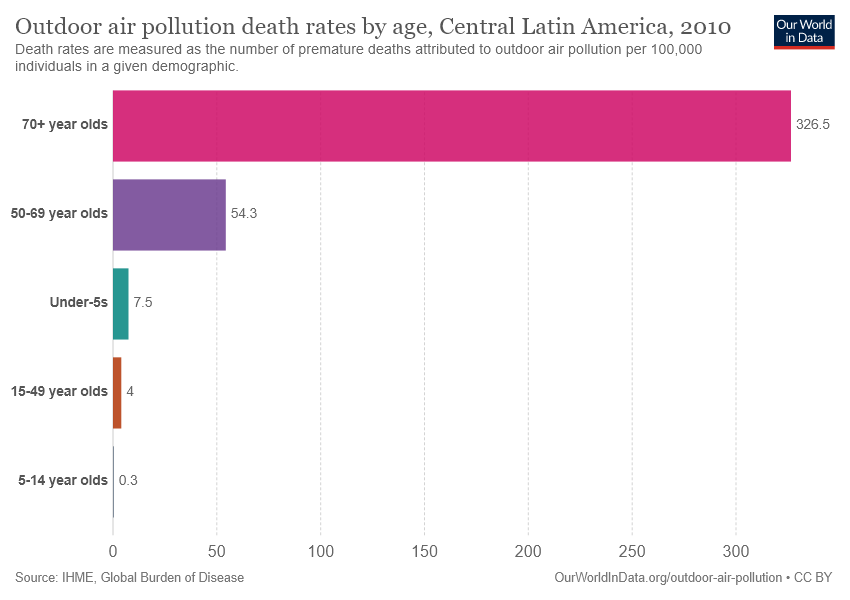 Outdoor air pollution death rates by age, Central Latin America, 2010
Our World
in Data
Death rates are measured as the number of premature deaths attributed to outdoor air pollution per 100,000
individuals in a given demographic.
70+ year olds
326.5
50-69 year olds
54.3
Under-5s
7.5
15-49 year olds
4
5-14 year olds
0.3
0 50 100 150 200 250 300
Source: IHME, Global Burden of Disease
OurWorldInData.org/outdoor-air-pollution • CC BY